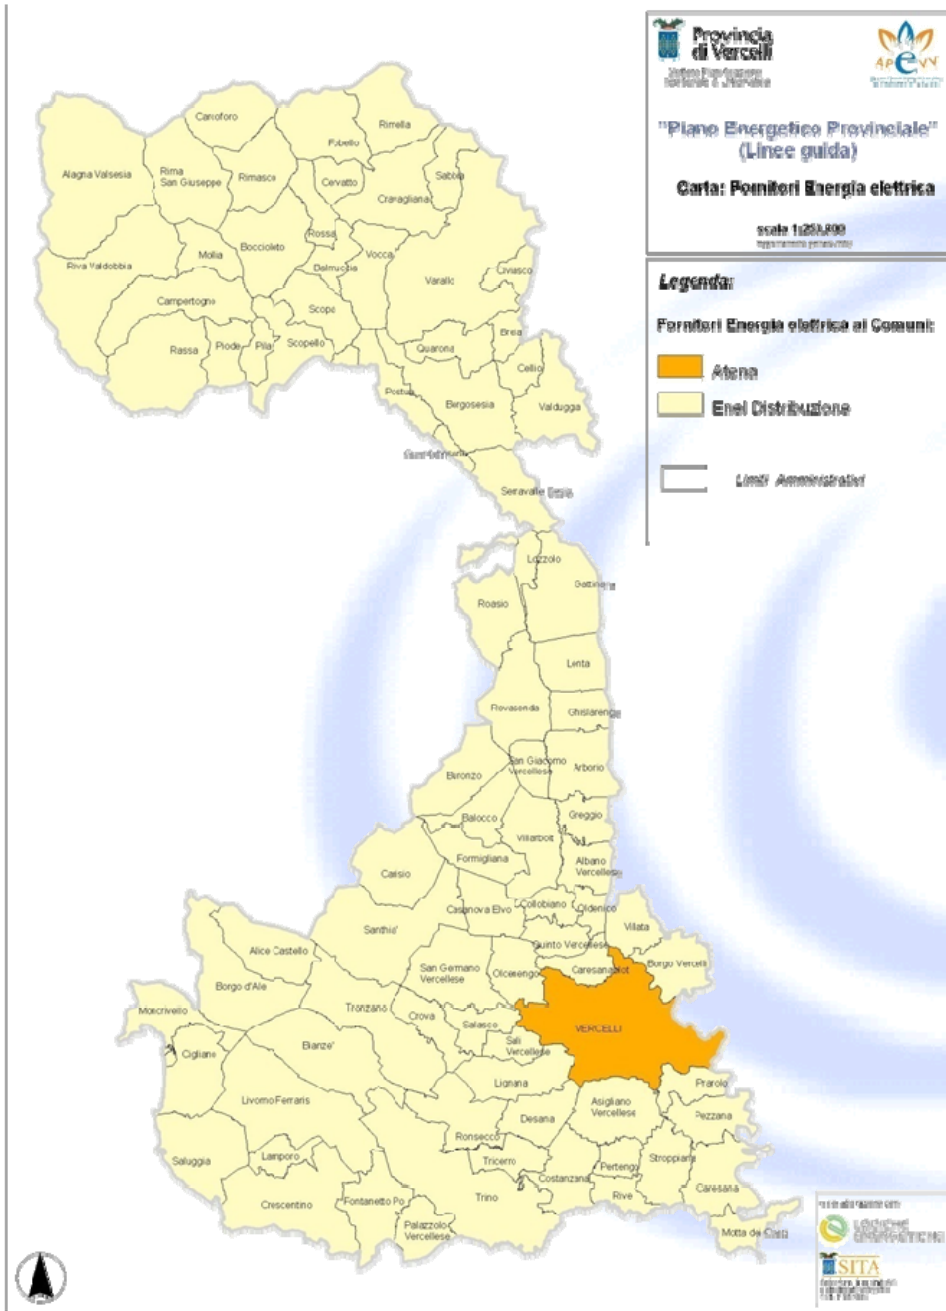 Provincia
di Vercelli
"Piano Energetico Provinciale"
(Linee guida)
Carta: Fornitori Energia elettrica
Legenda:
Fornitori Energia elettrica ai Comuni:
Atena
Enel Distribuzione
Limiti Amministrativi
Carcoforo
Rimella
Fobello
Alagna Valsesia
Rima
San Giuseppe
Rimasco
Cervatto
Sabbia
Cravagliana
Rossa
Boccioleto
Mollia
Vocca
Balmuccia
Riva Valdobbia
Varallo
Civiasco
Campertogno
Scopa
Rassa
Piode
Pila
Scopello
Quarona
Breia
Cellio
Postua
Borgosesia
Valdugga
Serravalle Sesia
Lozzolo
Gattinara
Roasio
Lenta
Rovasenda
Ghislarengo
San Giacomo
Vercellese
Arborio
Buronzo
Greggio
Balocco
Villarboit
Formigliana
Albano
Vercellese
Carisio
Casanova Elvo
Collobiano
Oldenico
Villata
Santhia'
Quinto Vercellese
Alice Castello
San Germano
Vercellese
Olcenengo
Caresanablot
Borgo Vercelli
Borgo d'Ale
Moncrivello
Tronzano
Crova
Salasco
VERCELLI
Cigliano
Bianze'
Sali
Vercellese
Lignana
Prarolo
Livorno Ferraris
Asigliano
Vercellese
Desana
Pezzana
Ronsecco
Saluggia
Lamporo
Tricerro
Costanzana
Pertengo
Stroppiana
Crescentino
Fontanetto Po
Trino
Rive
Caresana
Palazzolo
Vercellese
Motta dei Conti
SITA